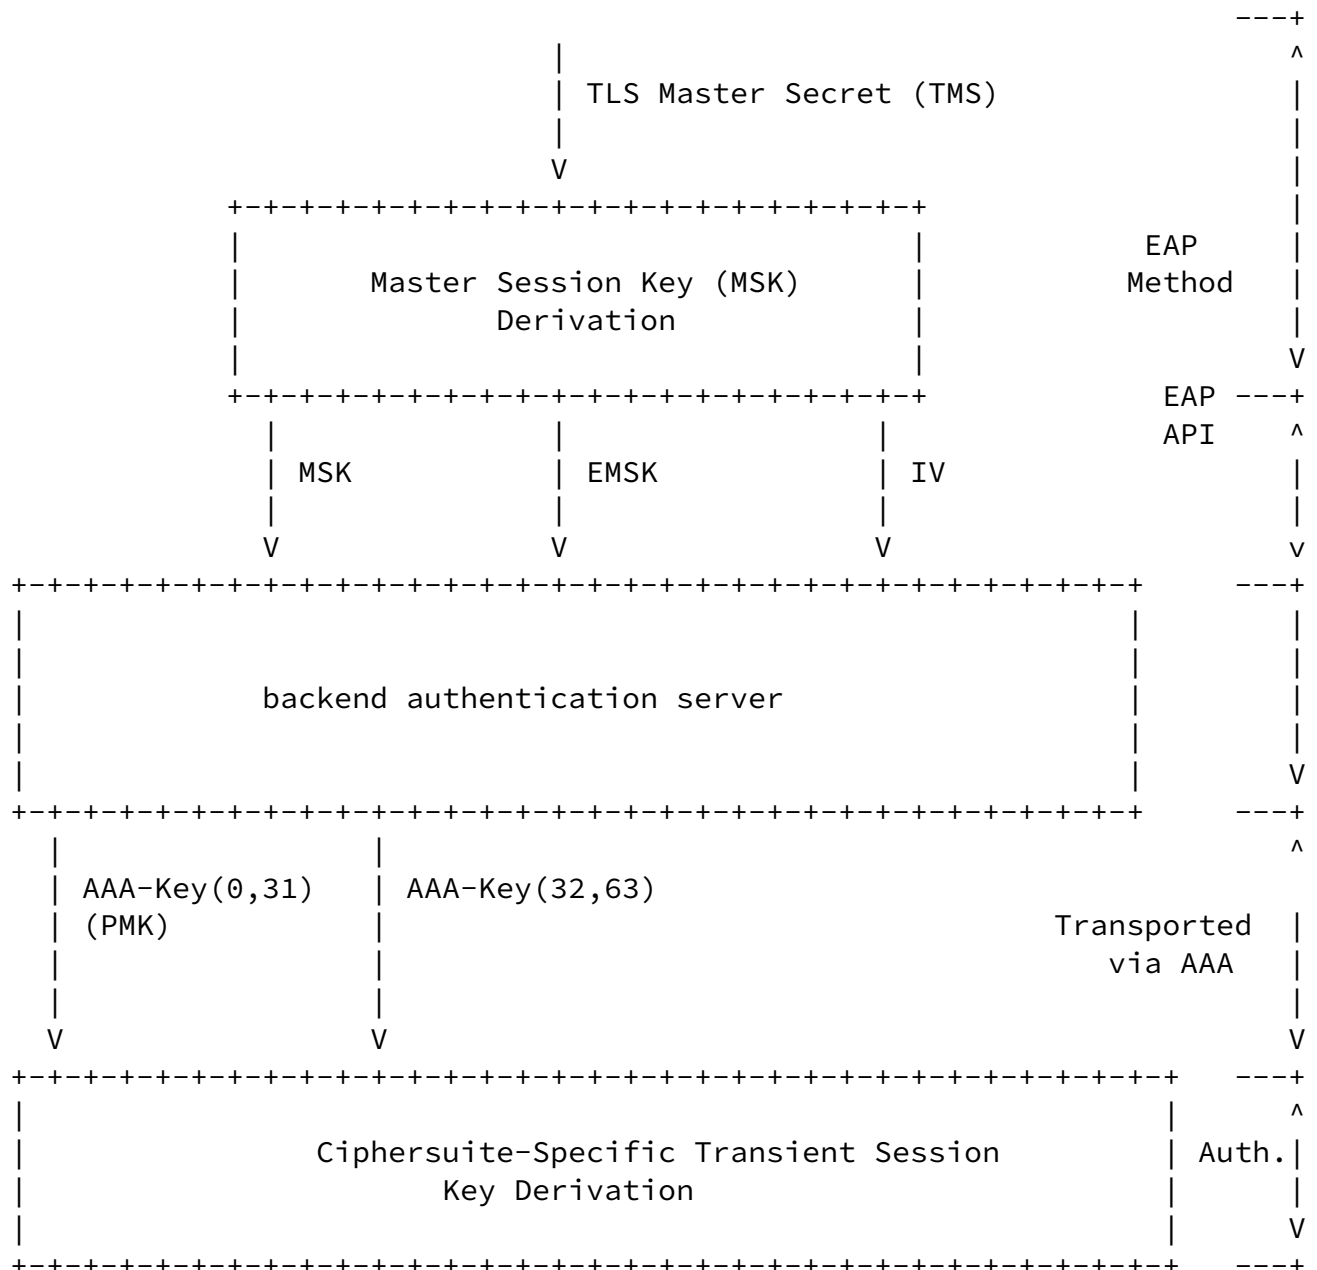 TLS Master Secret (TMS)
EAP
Master Session Key (MSK) Method
Derivation
EAP
API
MSK EMSK IV
backend authentication server
AAA-Key(0,31) AAA-Key(32,63)
(PMK) Transported
via AAA
Ciphersuite-Specific Transient Session Auth.
Key Derivation